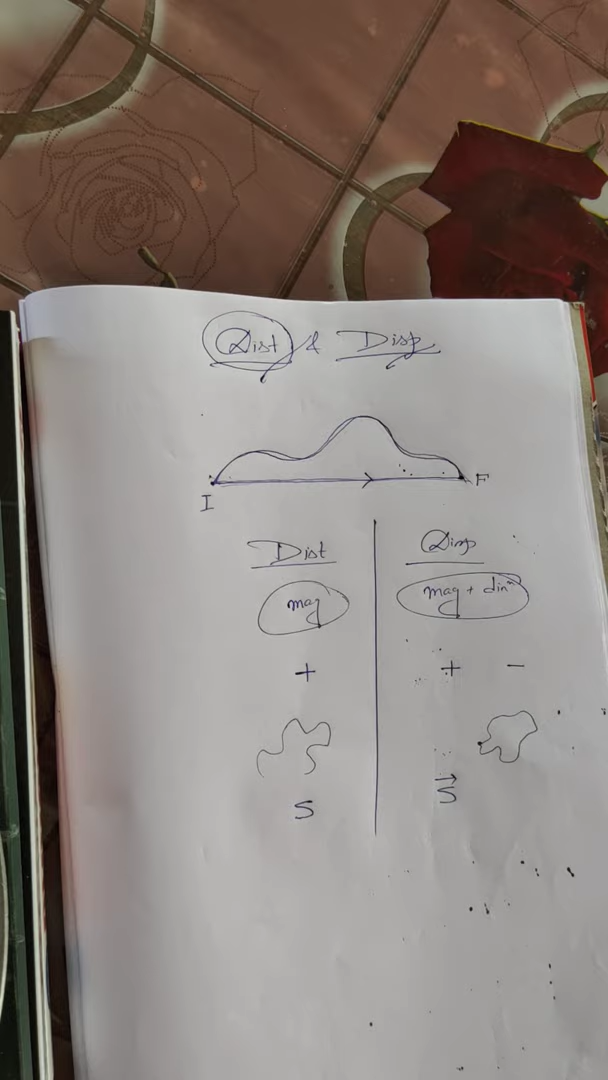 Dist & Disp
I F
Dist Disp
mag mag + dirⁿ
+ + -
S S⃗